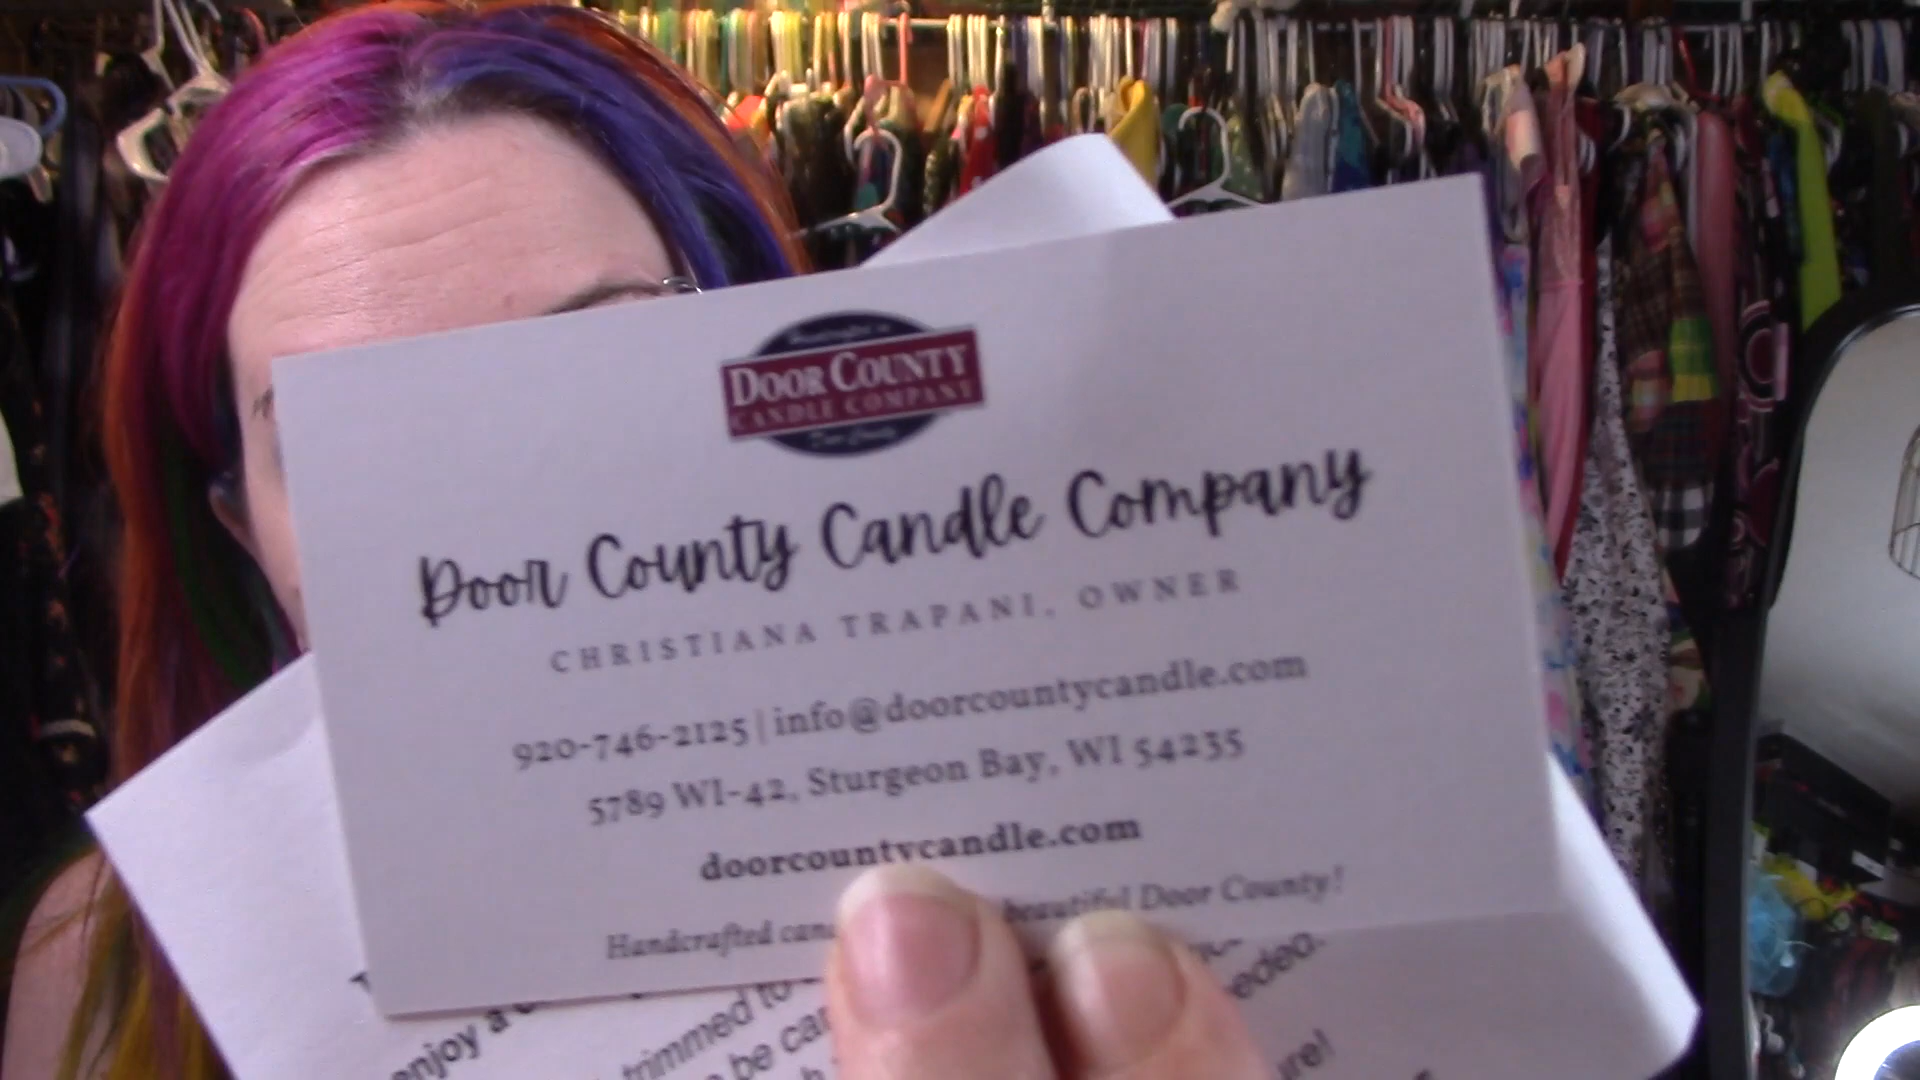 DOOR COUNTY
CANDLE COMPANY
Door County Candle Company
CHRISTIANA TRAPANI, OWNER
920-746-2125 | info@doorcountycandle.com
5789 WI-42, Sturgeon Bay, WI 54235
doorcountycandle.com
Handcrafted beautiful Door County!
enjoy a
trimmed to
be